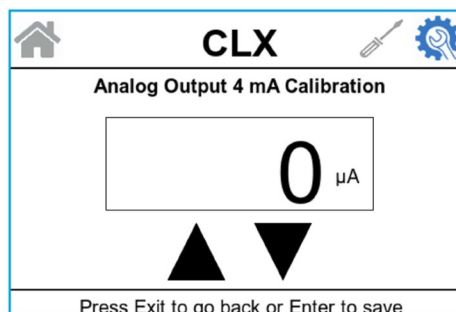 CLX
Analog Output 4 mA Calibration
0 µA
Press Exit to go back or Enter to save